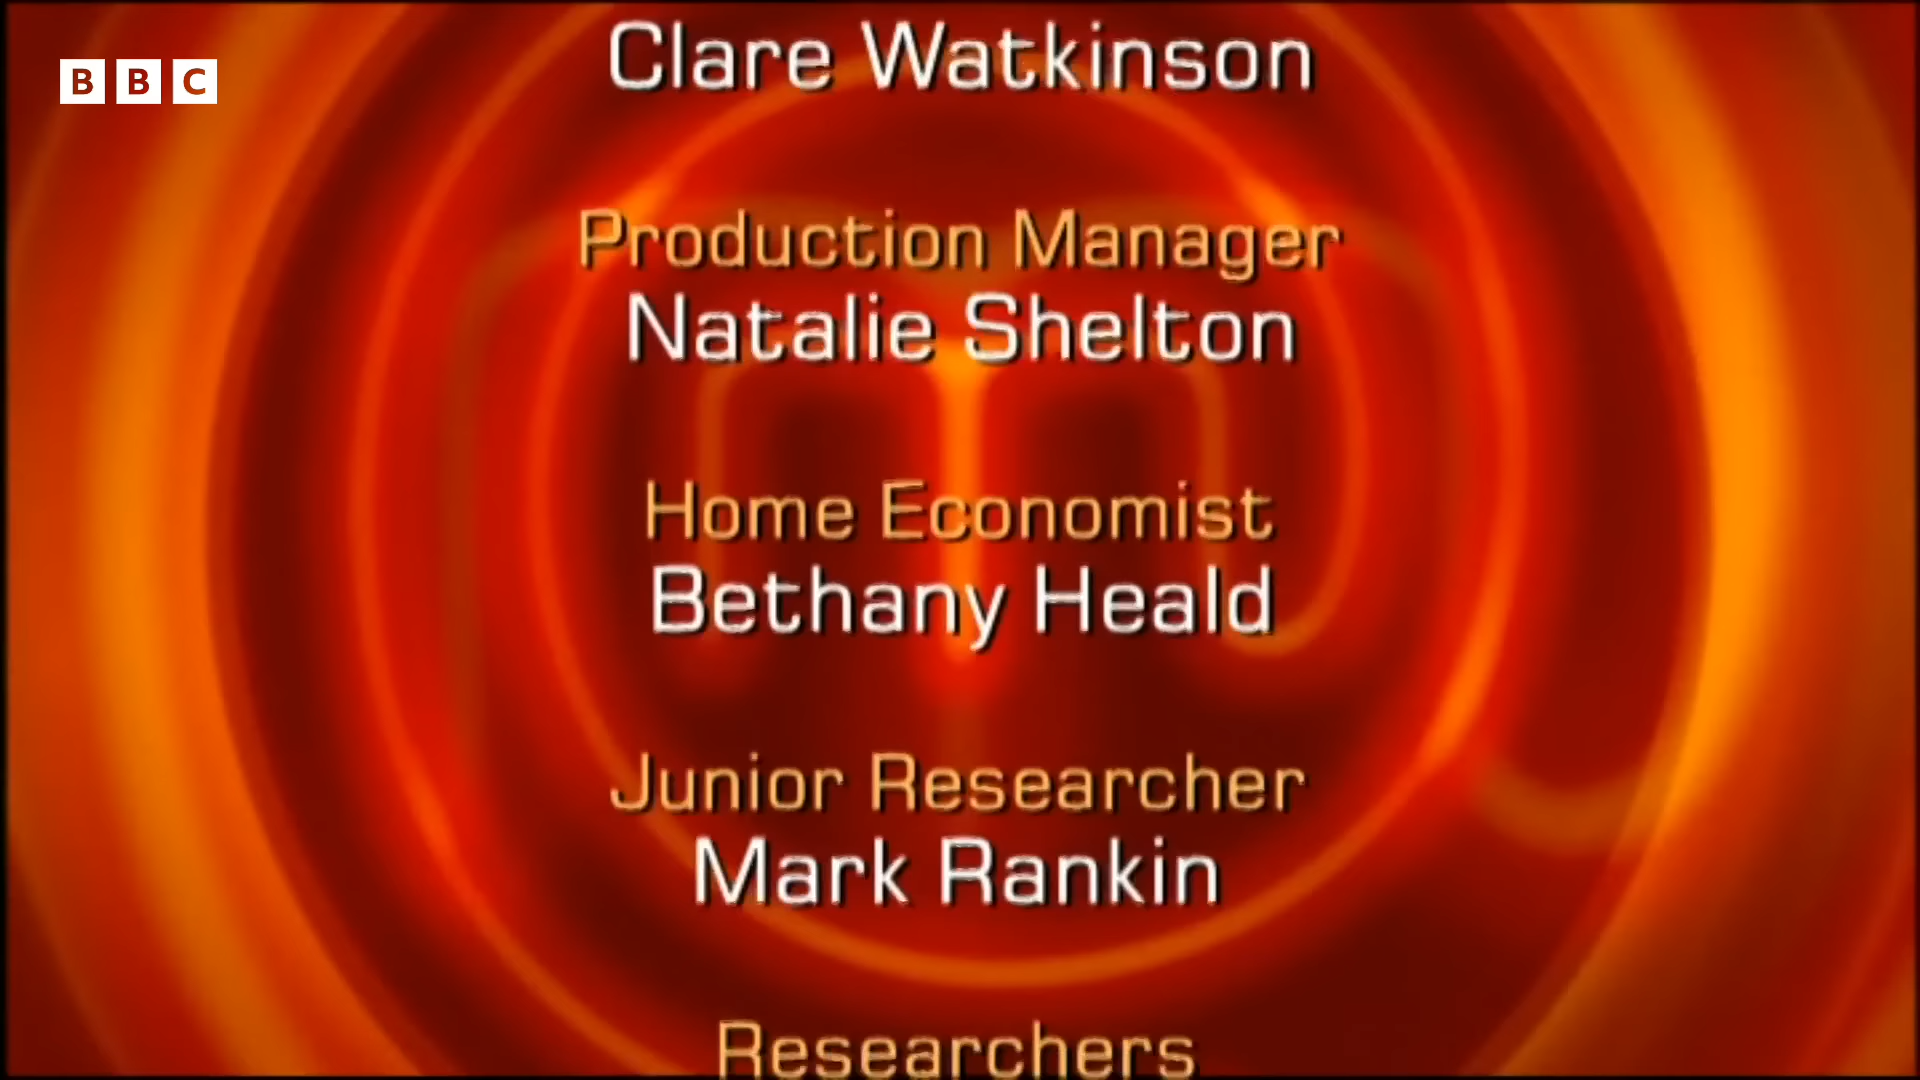 BBC
Clare Watkinson
Production Manager
Natalie Shelton
Home Economist
Bethany Heald
Junior Researcher
Mark Rankin
Researchers